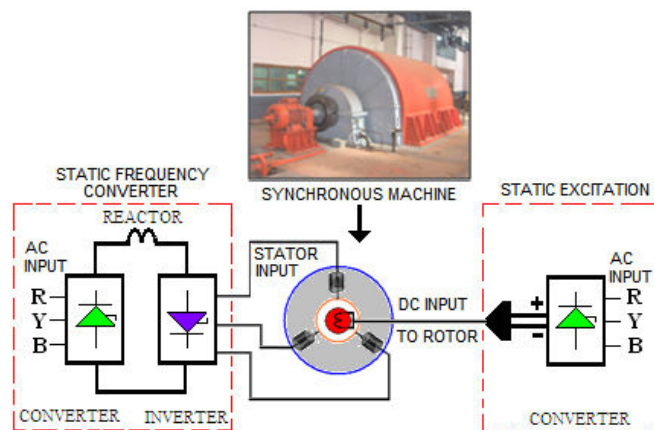 SYNCHRONOUS MACHINE
STATIC FREQUENCY
CONVERTER
REACTOR
AC
INPUT
R
Y
B
CONVERTER
INVERTER
STATOR
INPUT
DC INPUT
TO ROTOR
STATIC EXCITATION
+
-
AC
INPUT
R
Y
B
CONVERTER